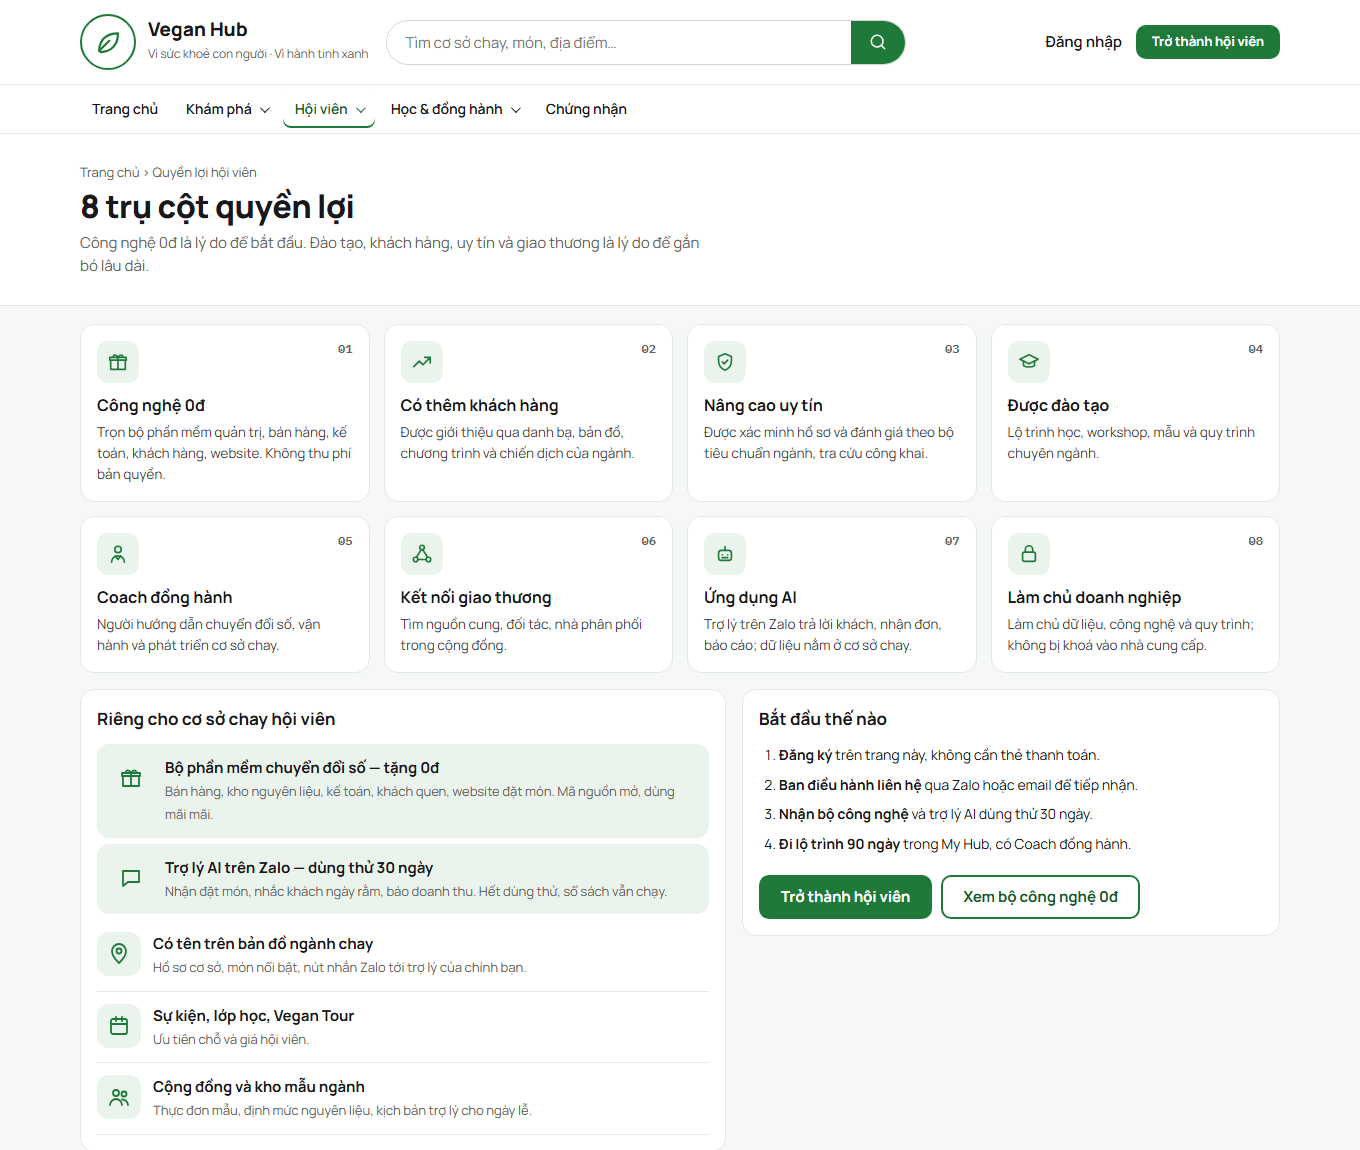 Vegan Hub
Vì sức khoẻ con người · Vì hành tinh xanh
Tìm cơ sở chay, món, địa điểm...
Đăng nhập
Trở thành hội viên
Trang chủ
Khám phá
Hội viên
Học & đồng hành
Chứng nhận
Trang chủ › Quyền lợi hội viên
8 trụ cột quyền lợi
Công nghệ 0đ là lý do để bắt đầu. Đào tạo, khách hàng, uy tín và giao thương là lý do để gắn
bó lâu dài.
01
Công nghệ 0đ
Trọn bộ phần mềm quản trị, bán hàng, kế
toán, khách hàng, website. Không thu phí
bản quyền.
02
Có thêm khách hàng
Được giới thiệu qua danh bạ, bản đồ,
chương trình và chiến dịch của ngành.
03
Nâng cao uy tín
Được xác minh hồ sơ và đánh giá theo bộ
tiêu chuẩn ngành, tra cứu công khai.
04
Được đào tạo
Lộ trình học, workshop, mẫu và quy trình
chuyên ngành.
05
Coach đồng hành
Người hướng dẫn chuyển đổi số, vận
hành và phát triển cơ sở chay.
06
Kết nối giao thương
Tìm nguồn cung, đối tác, nhà phân phối
trong cộng đồng.
07
Ứng dụng AI
Trợ lý trên Zalo trả lời khách, nhận đơn,
báo cáo; dữ liệu nằm ở cơ sở chay.
08
Làm chủ doanh nghiệp
Làm chủ dữ liệu, công nghệ và quy trình;
không bị khoá vào nhà cung cấp.
Riêng cho cơ sở chay hội viên
Bộ phần mềm chuyển đổi số — tặng 0đ
Bán hàng, kho nguyên liệu, kế toán, khách quen, website đặt món. Mã nguồn mở, dùng
mãi mãi.
Trợ lý AI trên Zalo — dùng thử 30 ngày
Nhận đặt món, nhắc khách ngày rằm, báo doanh thu. Hết dùng thử, sổ sách vẫn chạy.
Có tên trên bản đồ ngành chay
Hồ sơ cơ sở, món nổi bật, nút nhắn Zalo tới trợ lý của chính bạn.
Sự kiện, lớp học, Vegan Tour
Ưu tiên chỗ và giá hội viên.
Cộng đồng và kho mẫu ngành
Thực đơn mẫu, định mức nguyên liệu, kịch bản trợ lý cho ngày lễ.
Bắt đầu thế nào
1. Đăng ký trên trang này, không cần thẻ thanh toán.
2. Ban điều hành liên hệ qua Zalo hoặc email để tiếp nhận.
3. Nhận bộ công nghệ và trợ lý AI dùng thử 30 ngày.
4. Đi lộ trình 90 ngày trong My Hub, có Coach đồng hành.
Trở thành hội viên
Xem bộ công nghệ 0đ